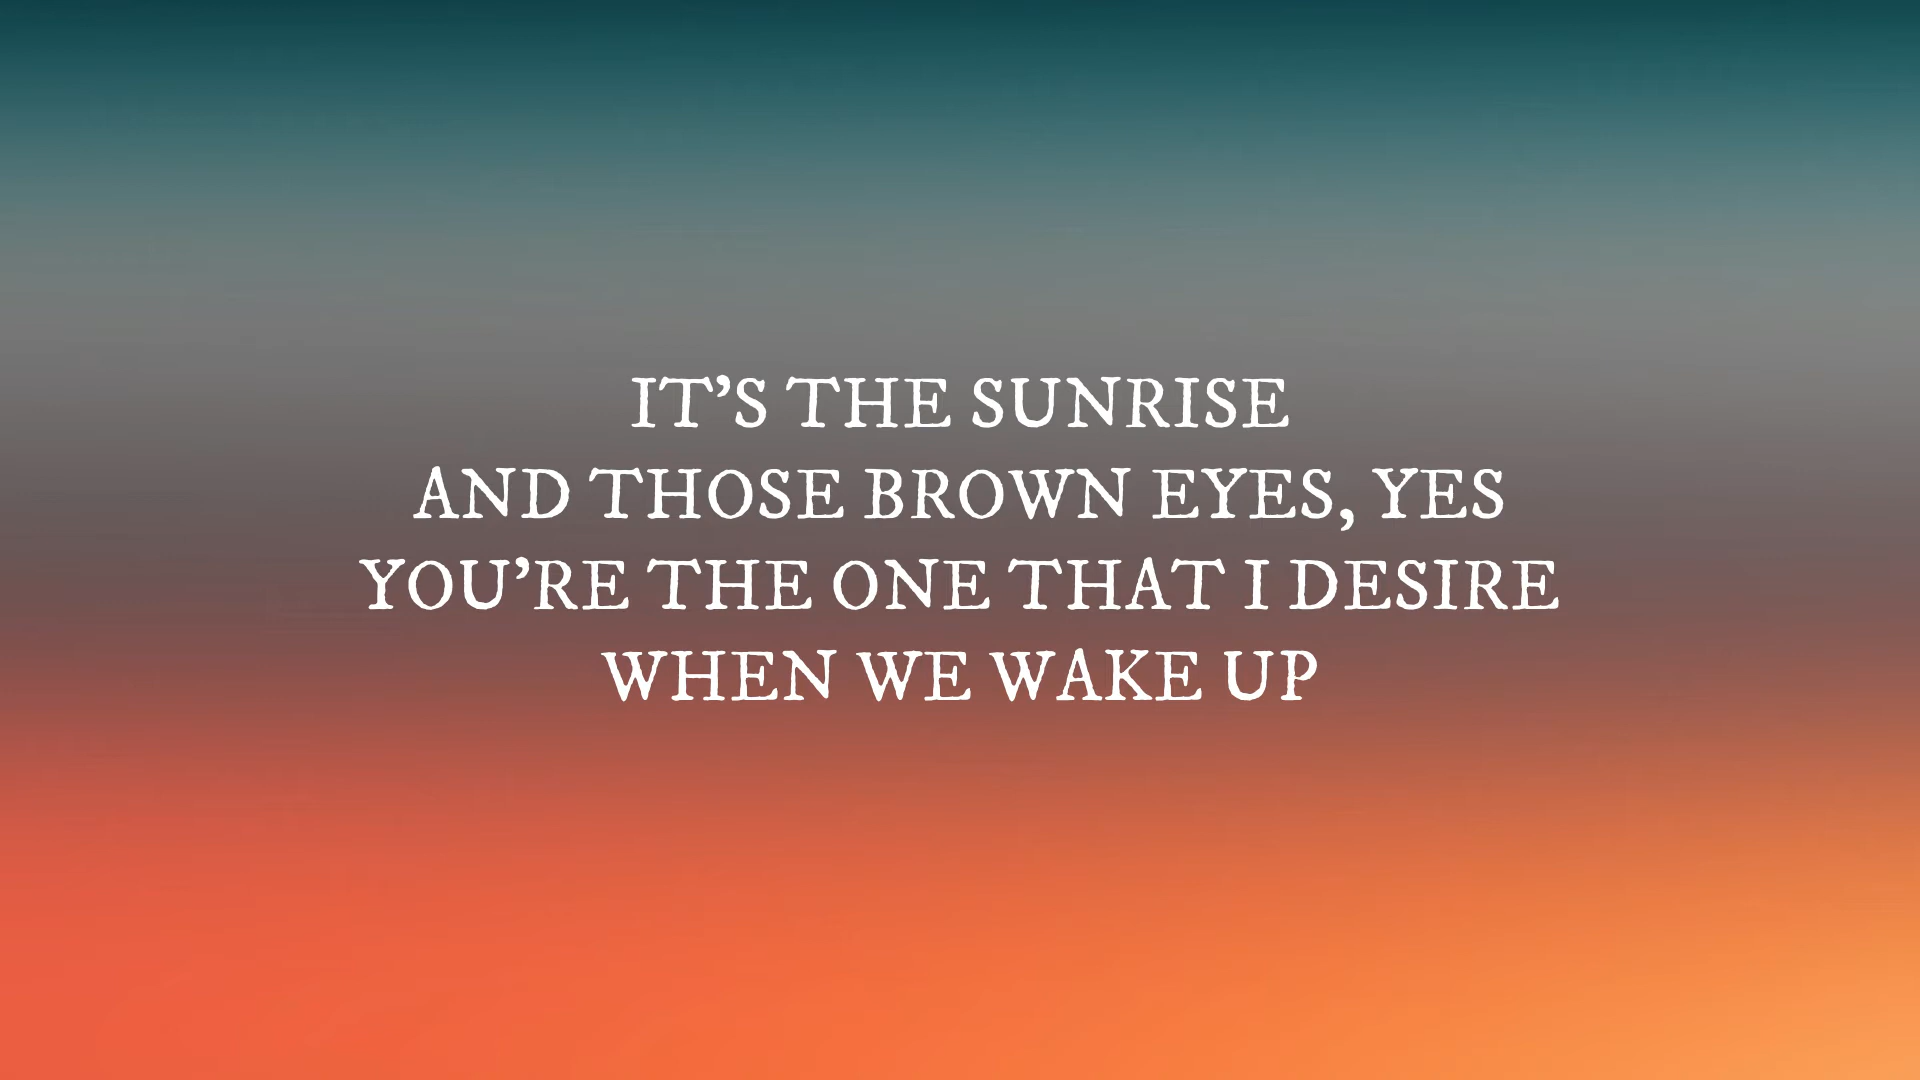 IT’S THE SUNRISE
AND THOSE BROWN EYES, YES
YOU’RE THE ONE THAT I DESIRE
WHEN WE WAKE UP